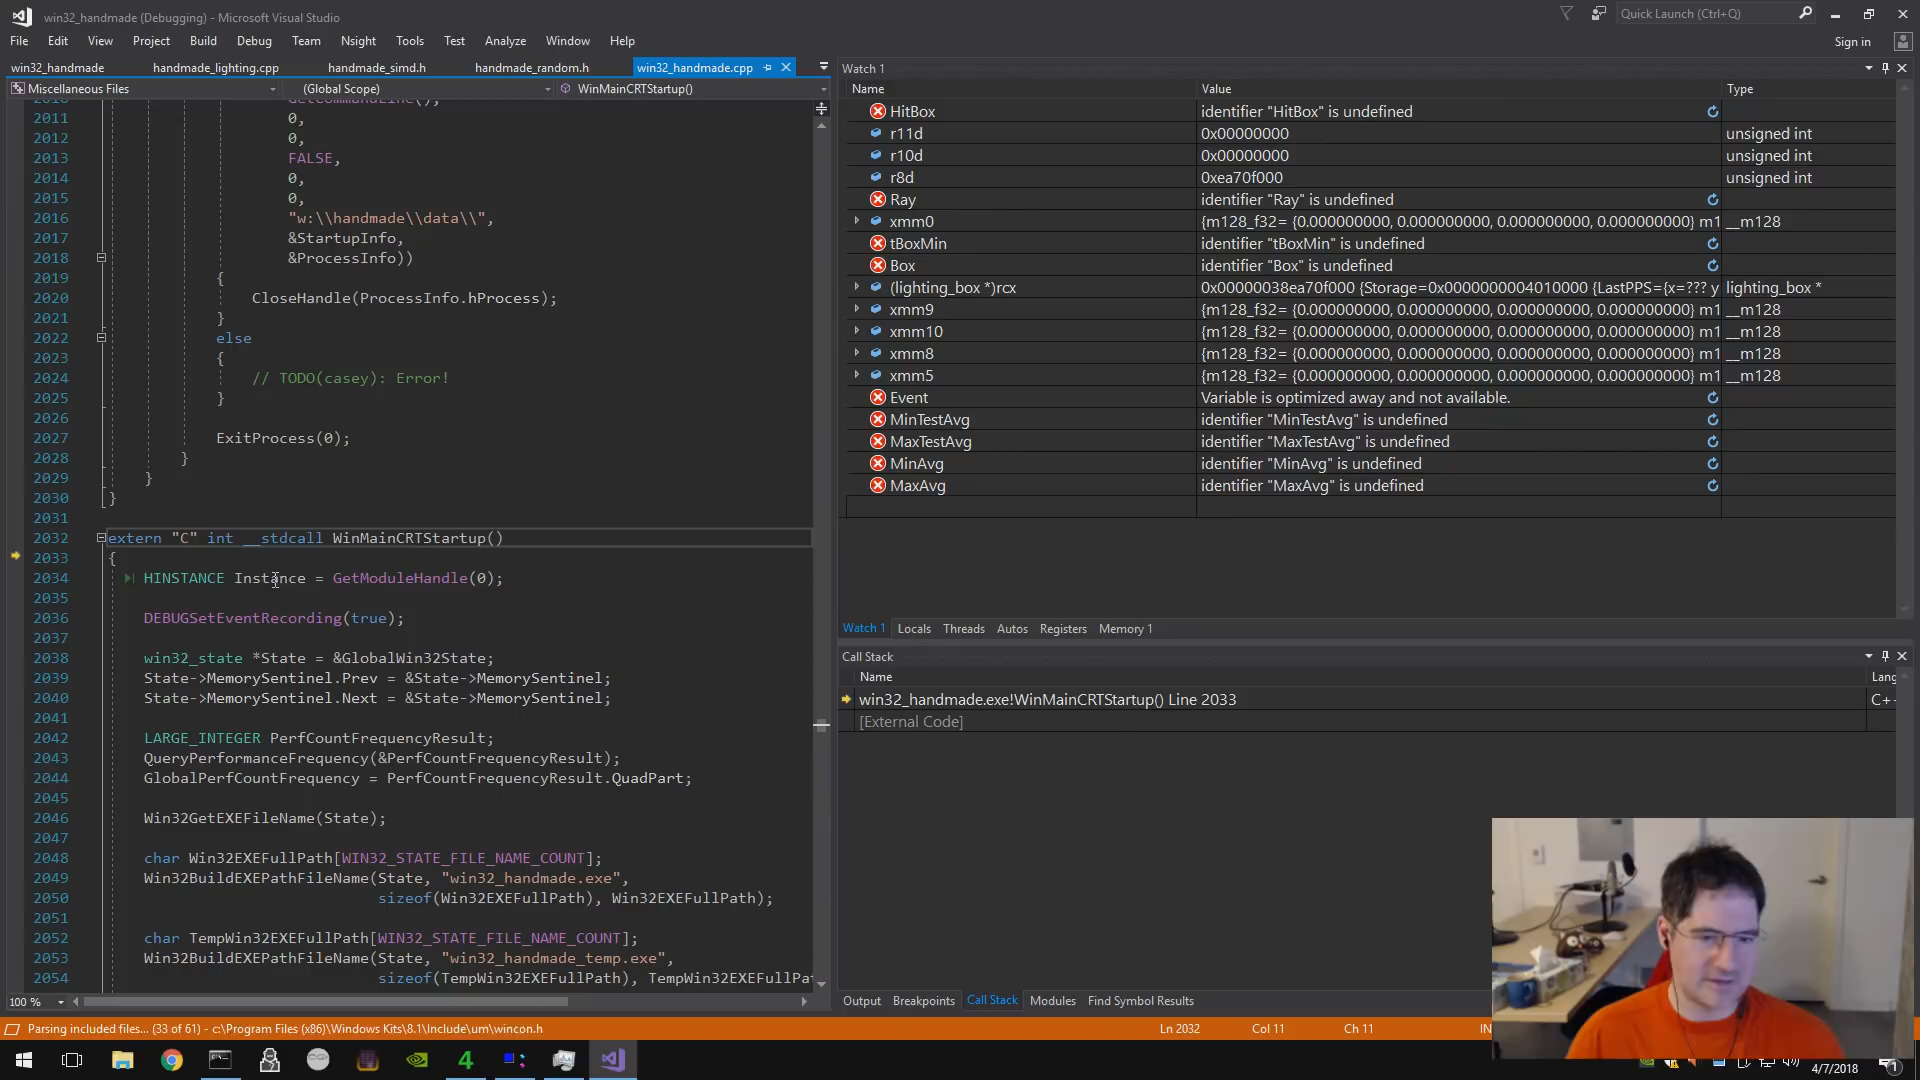 win32_handmade (Debugging) - Microsoft Visual Studio
Quick Launch (Ctrl+Q)
File Edit View Project Build Debug Team Nsight Tools Test Analyze Window Help
Sign in
win32_handmade handmade_lighting.cpp handmade_simd.h handmade_random.h win32_handmade.cpp
Miscellaneous Files (Global Scope) WinMainCRTStartup()
2011 0,
2012 0,
2013 FALSE,
2014 0,
2015 0,
2016 "w:\\handmade\\data\\",
2017 &StartupInfo,
2018 &ProcessInfo))
2019 {
2020 CloseHandle(ProcessInfo.hProcess);
2021 }
2022 else
2023 {
2024 // TODO(casey): Error!
2025 }
2026
2027 ExitProcess(0);
2028 }
2029 }
2030 }
2031
2032 extern "C" int __stdcall WinMainCRTStartup()
2033 {
2034 HINSTANCE Instance = GetModuleHandle(0);
2035
2036 DEBUGSetEventRecording(true);
2037
2038 win32_state *State = &GlobalWin32State;
2039 State->MemorySentinel.Prev = &State->MemorySentinel;
2040 State->MemorySentinel.Next = &State->MemorySentinel;
2041
2042 LARGE_INTEGER PerfCountFrequencyResult;
2043 QueryPerformanceFrequency(&PerfCountFrequencyResult);
2044 GlobalPerfCountFrequency = PerfCountFrequencyResult.QuadPart;
2045
2046 Win32GetEXEFileName(State);
2047
2048 char Win32EXEFullPath[WIN32_STATE_FILE_NAME_COUNT];
2049 Win32BuildEXEPathFileName(State, "win32_handmade.exe",
2050 sizeof(Win32EXEFullPath), Win32EXEFullPath);
2051
2052 char TempWin32EXEFullPath[WIN32_STATE_FILE_NAME_COUNT];
2053 Win32BuildEXEPathFileName(State, "win32_handmade_temp.exe",
2054 sizeof(TempWin32EXEFullPath), TempWin32EXEFullPa
100 %
Watch 1
Name Value Type
HitBox identifier "HitBox" is undefined
r11d 0x00000000 unsigned int
r10d 0x00000000 unsigned int
r8d 0xea70f000 unsigned int
Ray identifier "Ray" is undefined
xmm0 {m128_f32= {0.000000000, 0.000000000, 0.000000000, 0.000000000} m1 __m128
tBoxMin identifier "tBoxMin" is undefined
Box identifier "Box" is undefined
(lighting_box *)rcx 0x00000038ea70f000 {Storage=0x0000000004010000 {LastPPS={x=??? y lighting_box *
xmm9 {m128_f32= {0.000000000, 0.000000000, 0.000000000, 0.000000000} m1 __m128
xmm10 {m128_f32= {0.000000000, 0.000000000, 0.000000000, 0.000000000} m1 __m128
xmm8 {m128_f32= {0.000000000, 0.000000000, 0.000000000, 0.000000000} m1 __m128
xmm5 {m128_f32= {0.000000000, 0.000000000, 0.000000000, 0.000000000} m1 __m128
Event Variable is optimized away and not available.
MinTestAvg identifier "MinTestAvg" is undefined
MaxTestAvg identifier "MaxTestAvg" is undefined
MinAvg identifier "MinAvg" is undefined
MaxAvg identifier "MaxAvg" is undefined
Watch 1 Locals Threads Autos Registers Memory 1
Call Stack
Name Lang
win32_handmade.exe!WinMainCRTStartup() Line 2033 C+
[External Code]
Output Breakpoints Call Stack Modules Find Symbol Results
Parsing included files... (33 of 61) - c:\Program Files (x86)\Windows Kits\8.1\Include\um\wincon.h
Ln 2032 Col 11 Ch 11 IN
4
4/7/2018
1